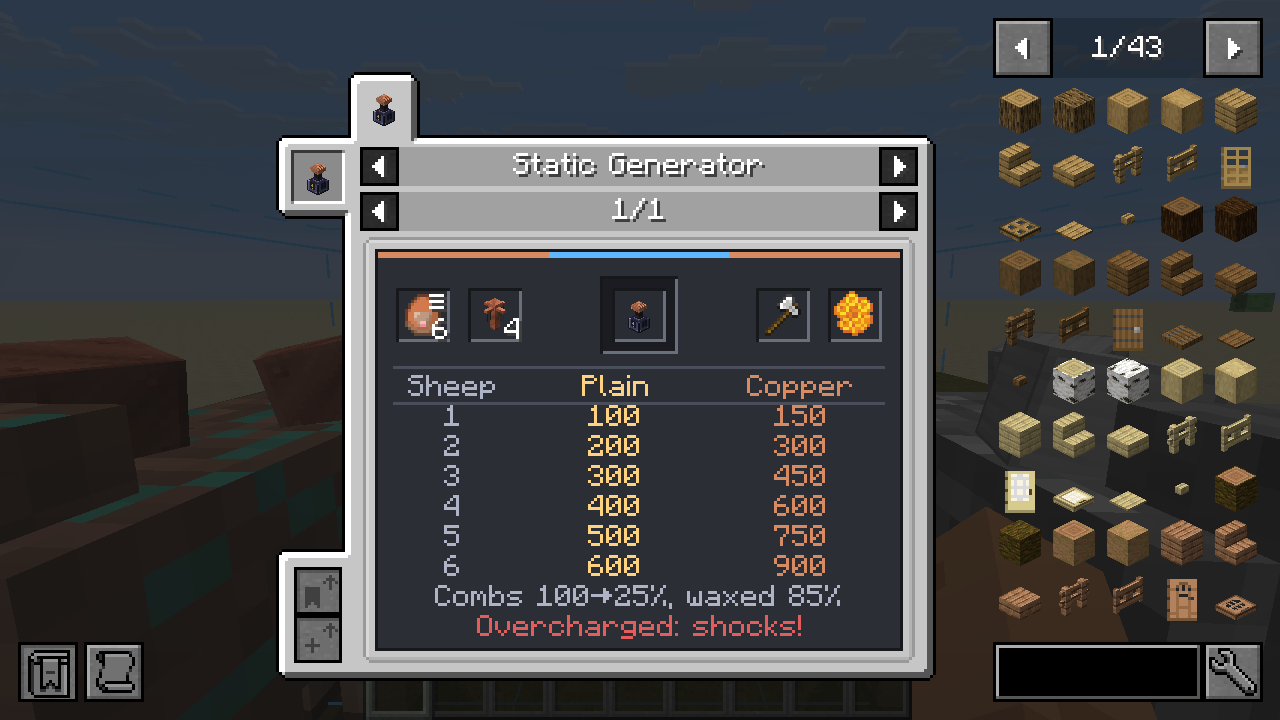 1/43
Static Generator
1/1
6 4
Sheep Plain Copper
1 100 150
2 200 300
3 300 450
4 400 600
5 500 750
6 600 900
Combs 100→25%, waxed 85%
Overcharged: shocks!